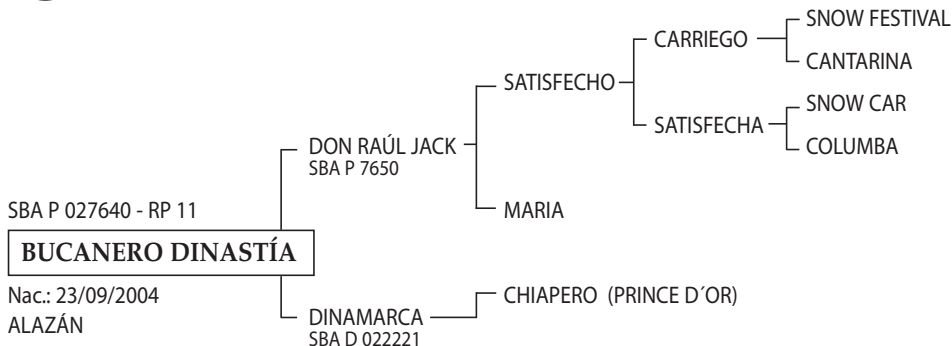 SNOW FESTIVAL
CARRIEGO
CANTARINA
SATISFECHO
SNOW CAR
SATISFECHA
COLUMBA
DON RAÚL JACK
SBA P 7650
MARIA
SBA P 027640 - RP 11
BUCANERO DINASTÍA
Nac.: 23/09/2004
ALAZÁN
CHIAPERO (PRINCE D´OR)
DINAMARCA
SBA D 022221